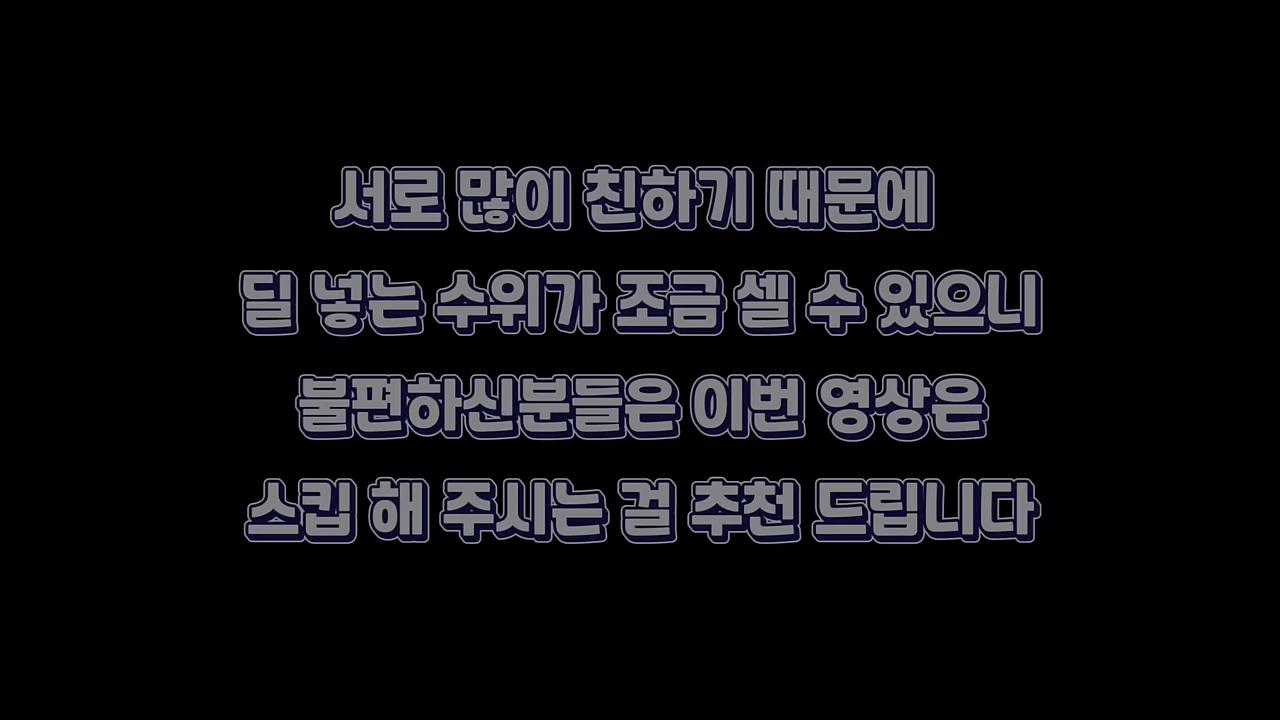 서로 많이 친하기 때문에
딜 넣는 수위가 조금 셀 수 있으니
불편하신분들은 이번 영상은
스킵 해 주시는 걸 추천 드립니다